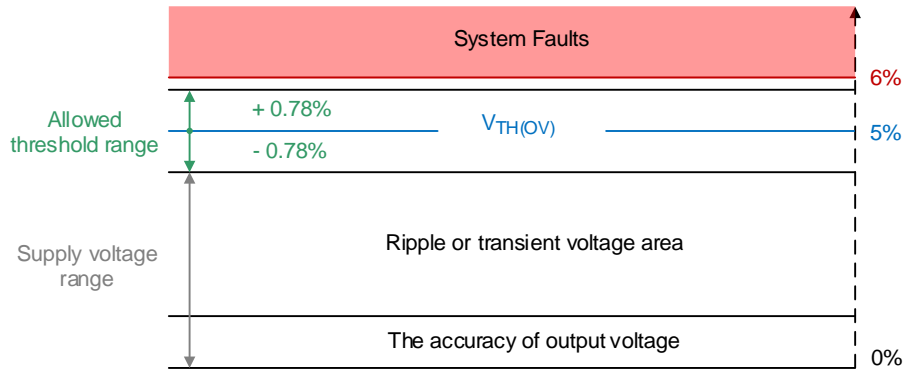 System Faults
6%
Allowed
threshold range
+ 0.78%
VTH(OV)
5%
- 0.78%
Supply voltage
range
Ripple or transient voltage area
The accuracy of output voltage
0%